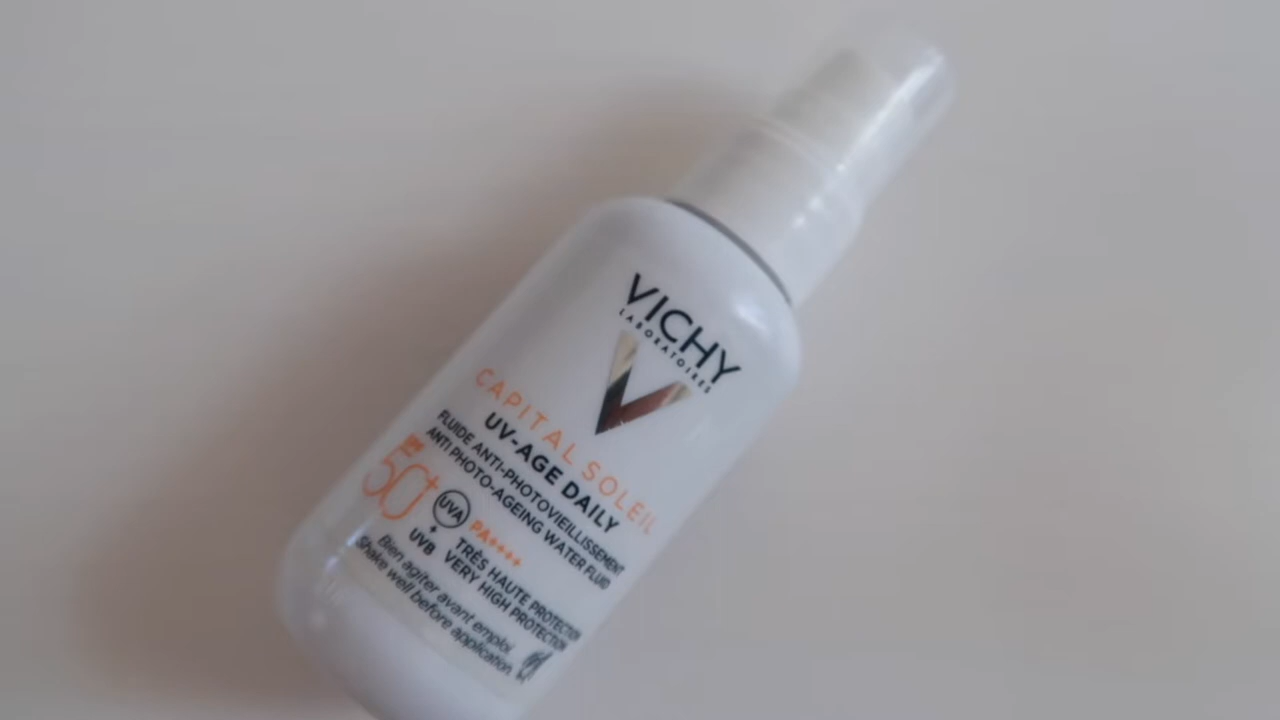 VICHY
LABORATOIRES
CAPITAL SOLEIL
UV-AGE DAILY
FLUIDE ANTI-PHOTOVIEILLISSEMENT
ANTI PHOTO-AGEING WATER FLUID
50+
UVA
+
UVB
PA++++
TRÈS HAUTE PROTECTION
VERY HIGH PROTECTION
Bien agiter avant emploi.
Shake well before application.